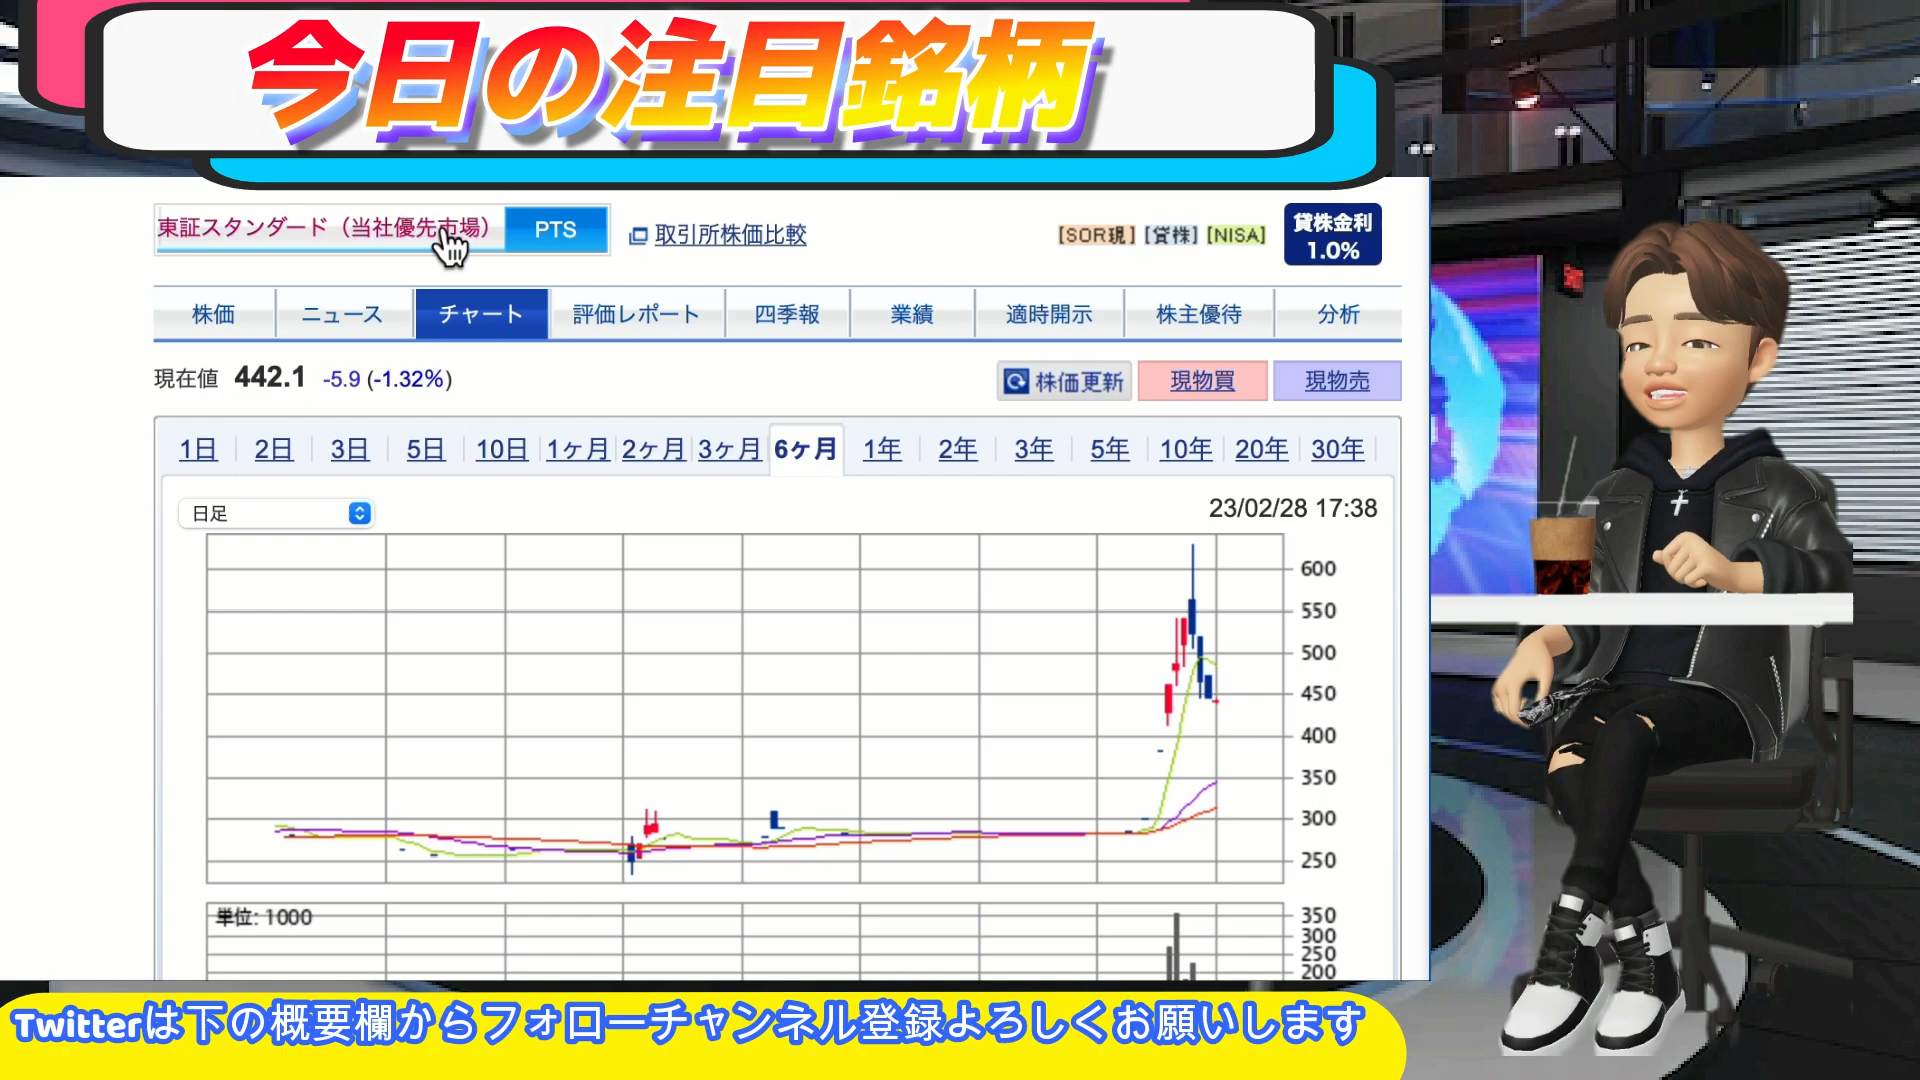 今日の注目銘柄
東証スタンダード（当社優先市場） PTS 取引所株価比較 [SOR現] [貸株] [NISA] 貸株金利 1.0%
株価 ニュース チャート 評価レポート 四季報 業績 適時開示 株主優待 分析
現在値 442.1 -5.9 (-1.32%) 株価更新 現物買 現物売
1日 2日 3日 5日 10日 1ヶ月 2ヶ月 3ヶ月 6ヶ月 1年 2年 3年 5年 10年 20年 30年
日足 23/02/28 17:38
600
550
500
450
400
350
300
250
単位: 1000 350
300
250
200
Twitterは下の概要欄からフォローチャンネル登録よろしくお願いします